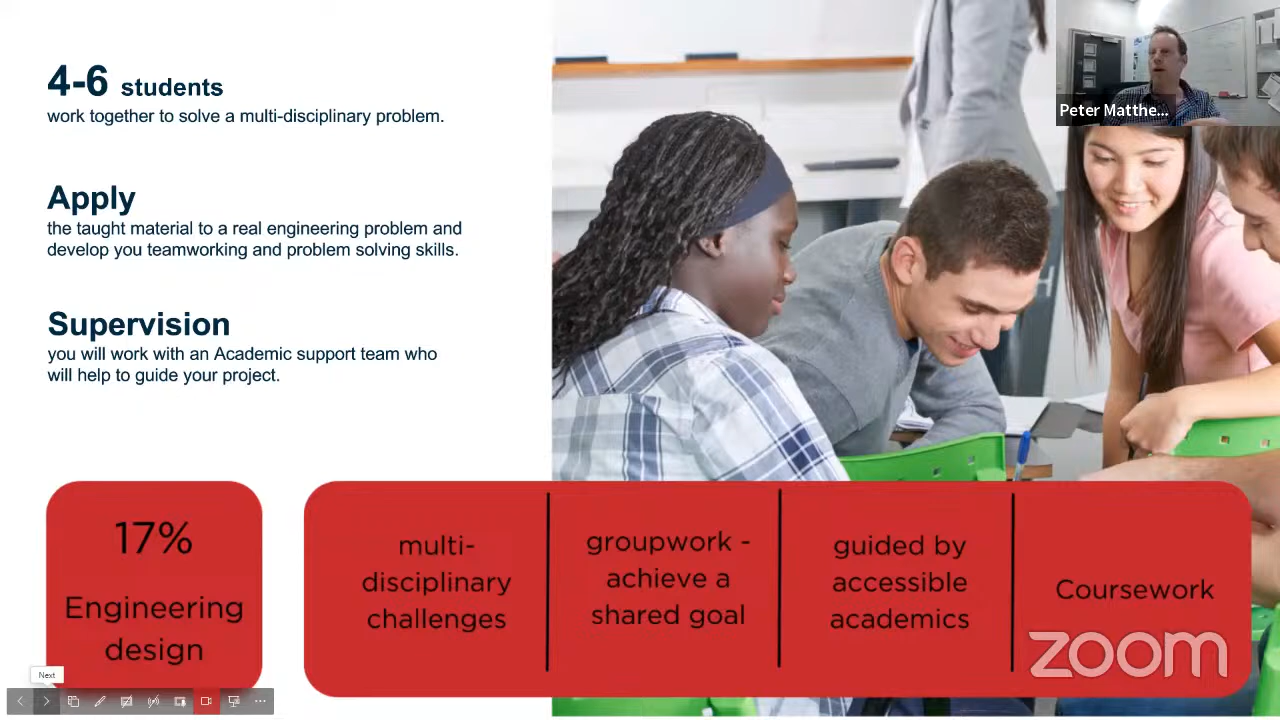 4-6 students
work together to solve a multi-disciplinary problem.
Apply
the taught material to a real engineering problem and
develop you teamworking and problem solving skills.
Supervision
you will work with an Academic support team who
will help to guide your project.
Peter Matthe...
17%
Engineering
design
multi-
disciplinary
challenges
groupwork -
achieve a
shared goal
guided by
accessible
academics
Coursework
zoom
Next